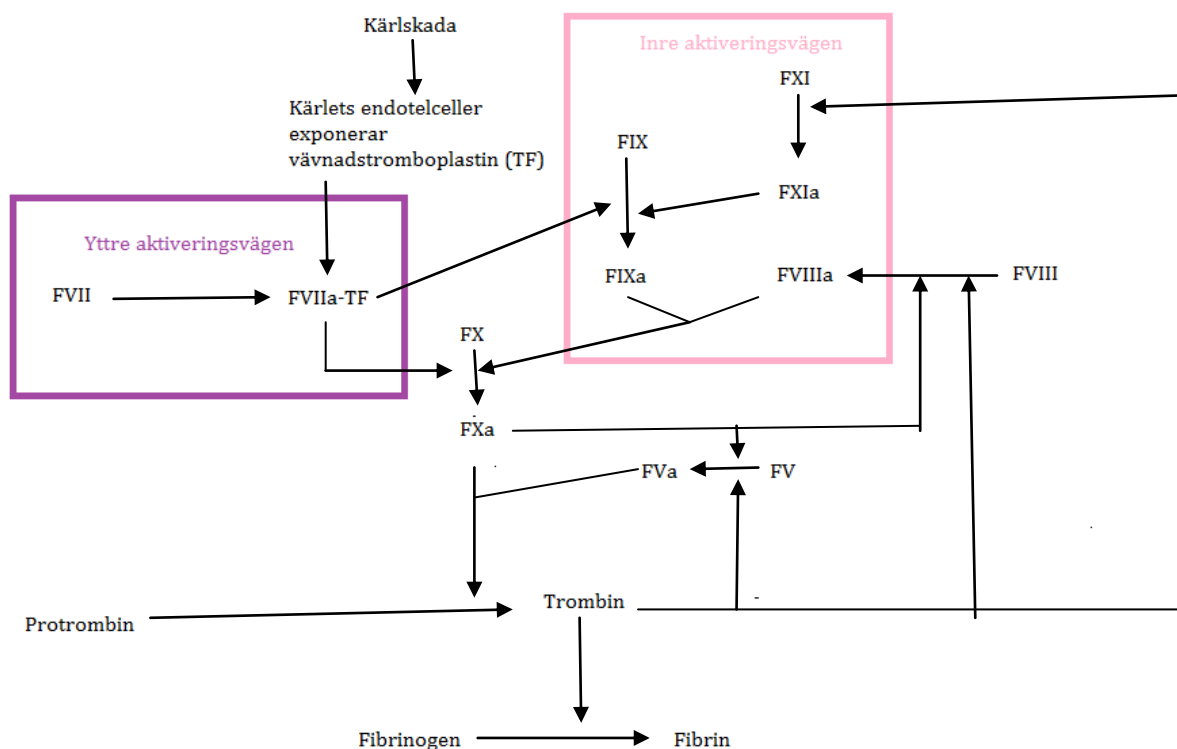 Kärlskada
Inre aktiveringsvägen
FXI
Kärlets endotelceller
exponerar
vävnadstromboplastin (TF)
FIX
FXIa
Yttre aktiveringsvägen
FVII
FVIIa-TF
FIXa
FVIIIa
FVIII
FX
FXa
FVa
FV
Protrombin
Trombin
Fibrinogen
Fibrin